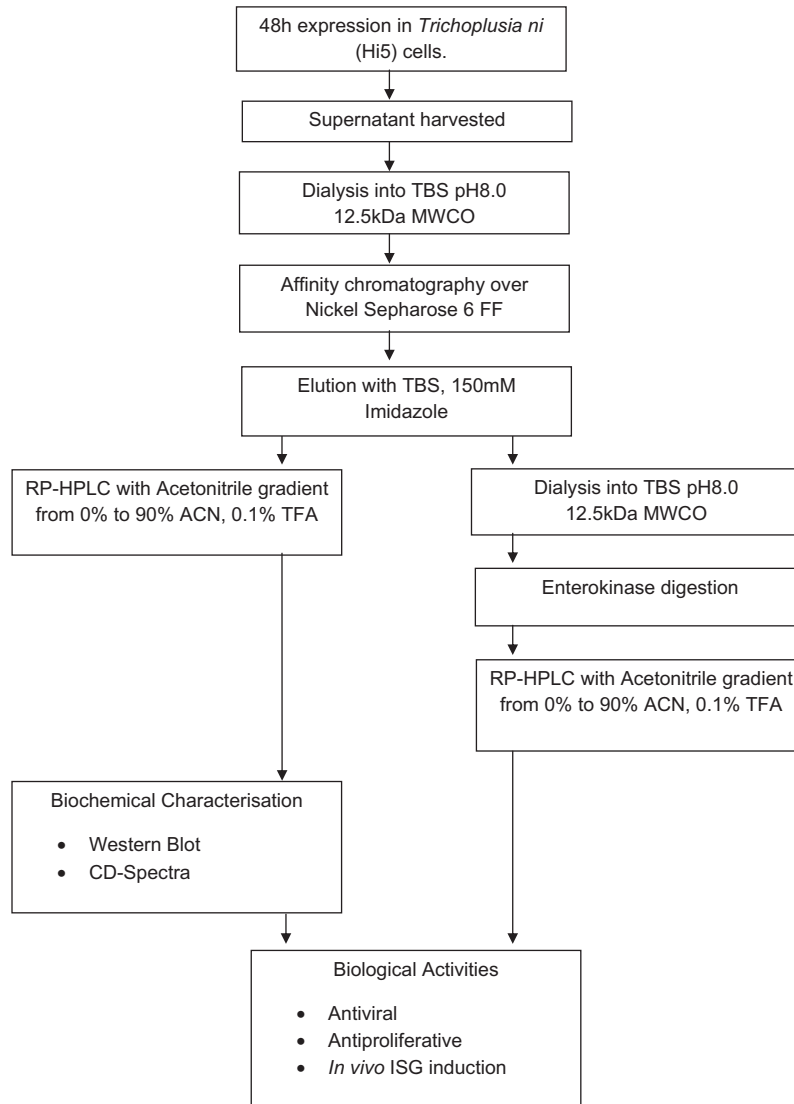 48h expression in Trichoplusia ni
(Hi5) cells.
Supernatant harvested
Dialysis into TBS pH8.0
12.5kDa MWCO
Affinity chromatography over
Nickel Sepharose 6 FF
Elution with TBS, 150mM
Imidazole
RP-HPLC with Acetonitrile gradient
from 0% to 90% ACN, 0.1% TFA
Dialysis into TBS pH8.0
12.5kDa MWCO
Enterokinase digestion
RP-HPLC with Acetonitrile gradient
from 0% to 90% ACN, 0.1% TFA
Biochemical Characterisation
• Western Blot
• CD-Spectra
Biological Activities
• Antiviral
• Antiproliferative
• In vivo ISG induction